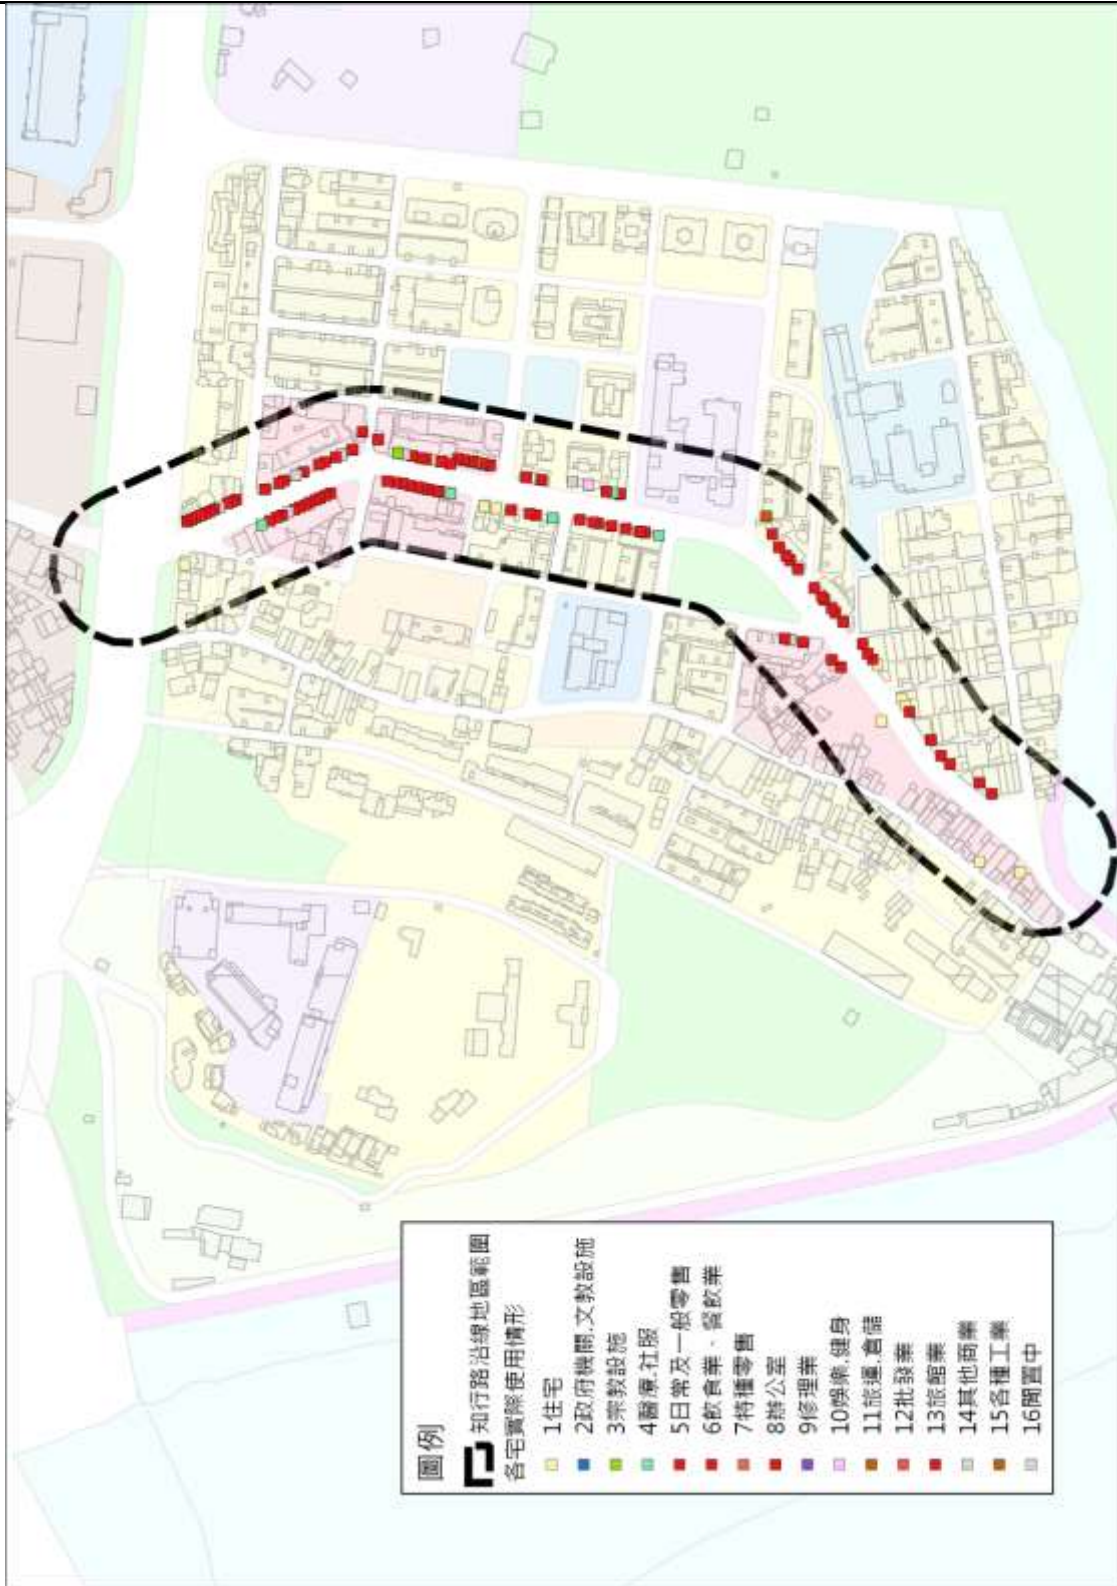 圖例
知行路沿線地區範圍
各宅實際使用情形
1住宅
2政府機關.文教設施
3宗教設施
4醫療.社服
5日常及一般零售
6飲食業、餐飲業
7特種零售
8辦公室
9修理業
10娛樂.健身
11旅運.倉儲
12批發業
13旅館業
14其他商業
15各種工業
16閒置中